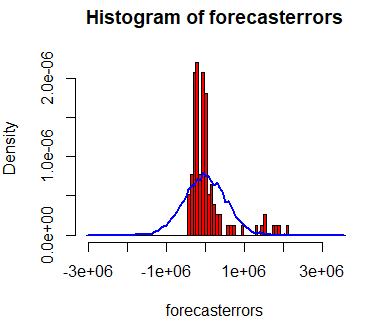 Histogram of forecasterrors
Density
2.0e-06
1.0e-06
0.0e+00
-3e+06 -1e+06 1e+06 3e+06
forecasterrors